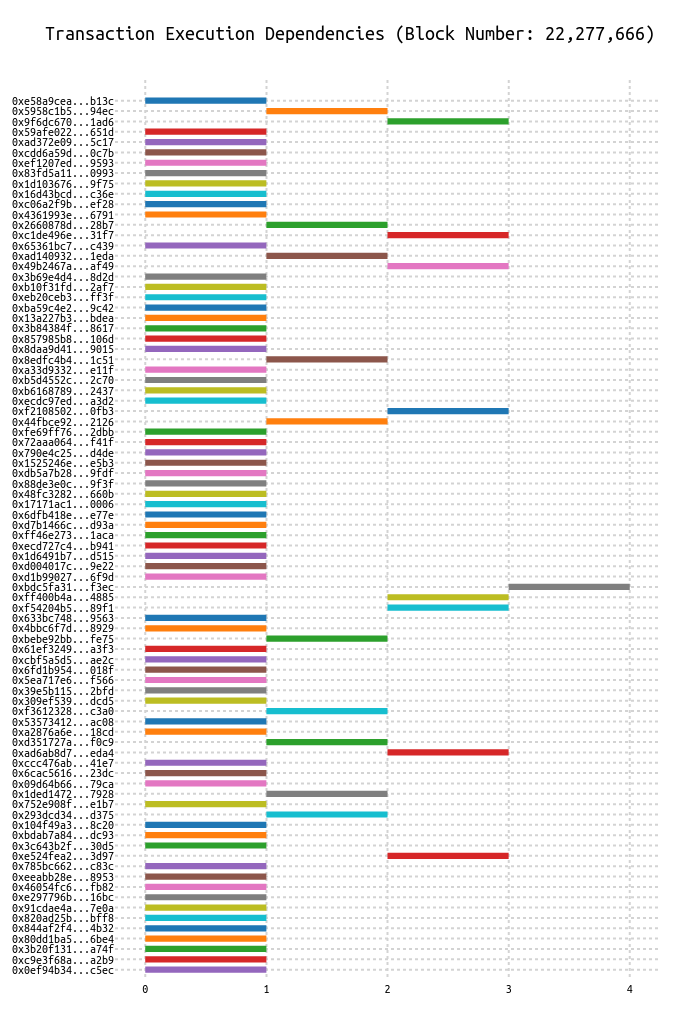 Transaction Execution Dependencies (Block Number: 22,277,666)
0xe58a9cea...b13c
0x5958c1b5...94ec
0x9f6dc670...1ad6
0x59afe022...651d
0xad372e09...5c17
0xcdd6a59d...0c7b
0xef1207ed...9593
0x83fd5a11...0993
0x1d103676...9f75
0x16d43bcd...c36e
0xc06a2f9b...ef28
0x4361993e...6791
0x2660878d...28b7
0xc1de496e...31f7
0x65361bc7...c439
0xad140932...1eda
0x49b2467a...af49
0x3b69e4d4...8d2d
0xb10f31fd...2af7
0xeb20ceb3...ff3f
0xba59c4e2...9c42
0x13a227b3...bdea
0x3b84384f...8617
0x857985b8...106d
0x8daa9d41...9015
0x8edfc4b4...1c51
0xa33d9332...e11f
0xb5d4552c...2c70
0xb6168789...2437
0xecdc97ed...a3d2
0xf2108502...0fb3
0x44fbce92...2126
0xfe69ff76...2dbb
0x72aaa064...f41f
0x790e4c25...d4de
0x1525246e...e5b3
0xdb5a7b28...9fdf
0x88de3e0c...9f3f
0x48fc3282...660b
0x17171ac1...0006
0x6dfb418e...e77e
0xd7b1466c...d93a
0xff46e273...1aca
0xecd727c4...b941
0x1d6491b7...d515
0xd004017c...9e22
0xd1b99027...6f9d
0xbdc5fa31...f3ec
0xff400b4a...4885
0xf54204b5...89f1
0x633bc748...9563
0x4bbc6f7d...8929
0xbebe92bb...fe75
0x61ef3249...a3f3
0xcbf5a5d5...ae2c
0x6fd1b954...018f
0x5ea717e6...f566
0x39e5b115...2bfd
0x309ef539...dcd5
0xf3612328...c3a0
0x53573412...ac08
0xa2876a6e...18cd
0xd351727a...f0c9
0xad6ab8d7...eda4
0xccc476ab...41e7
0x6cac5616...23dc
0x09d64b66...79ca
0x1ded1472...7928
0x752e908f...e1b7
0x293dcd34...d375
0x104f49a3...8c20
0xbdab7a84...dc93
0x3c643b2f...30d5
0xe524fea2...3d97
0x785bc662...c83c
0xeeabb28e...8953
0x46054fc6...fb82
0xe297796b...16bc
0x91cdae4a...7e0a
0x820ad25b...bff8
0x844af2f4...4b32
0x80dd1ba5...6be4
0x3b20f131...a74f
0xc9e3f68a...a2b9
0x0ef94b34...c5ec
0 1 2 3 4